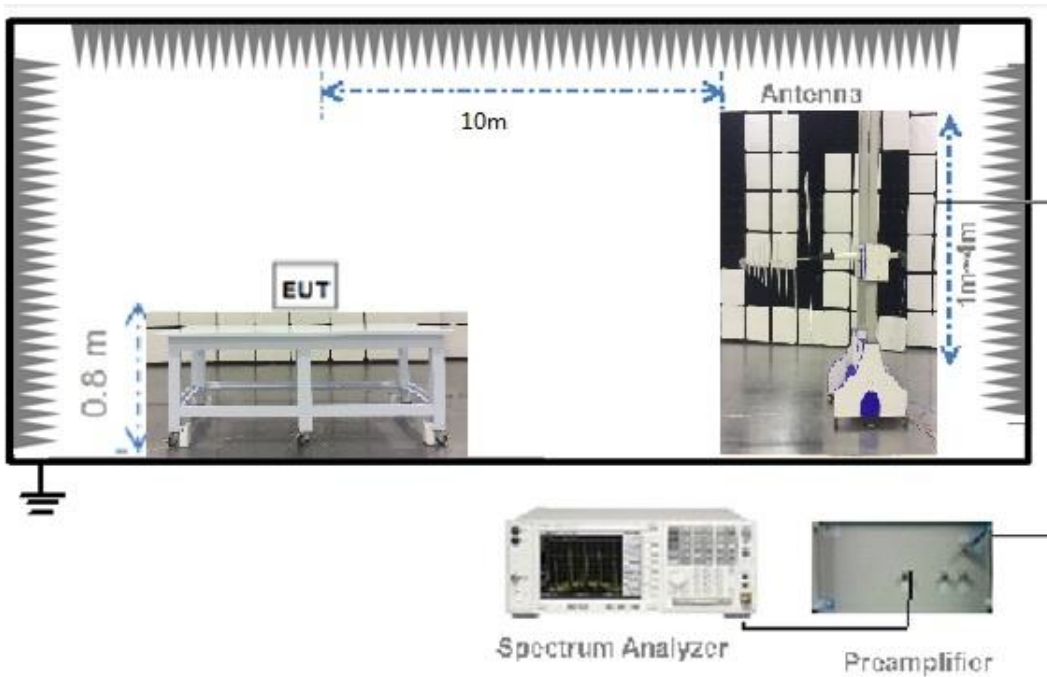 Antenna
10m
1m~4m
EUT
0.8 m
Spectrum Analyzer
Preamplifier